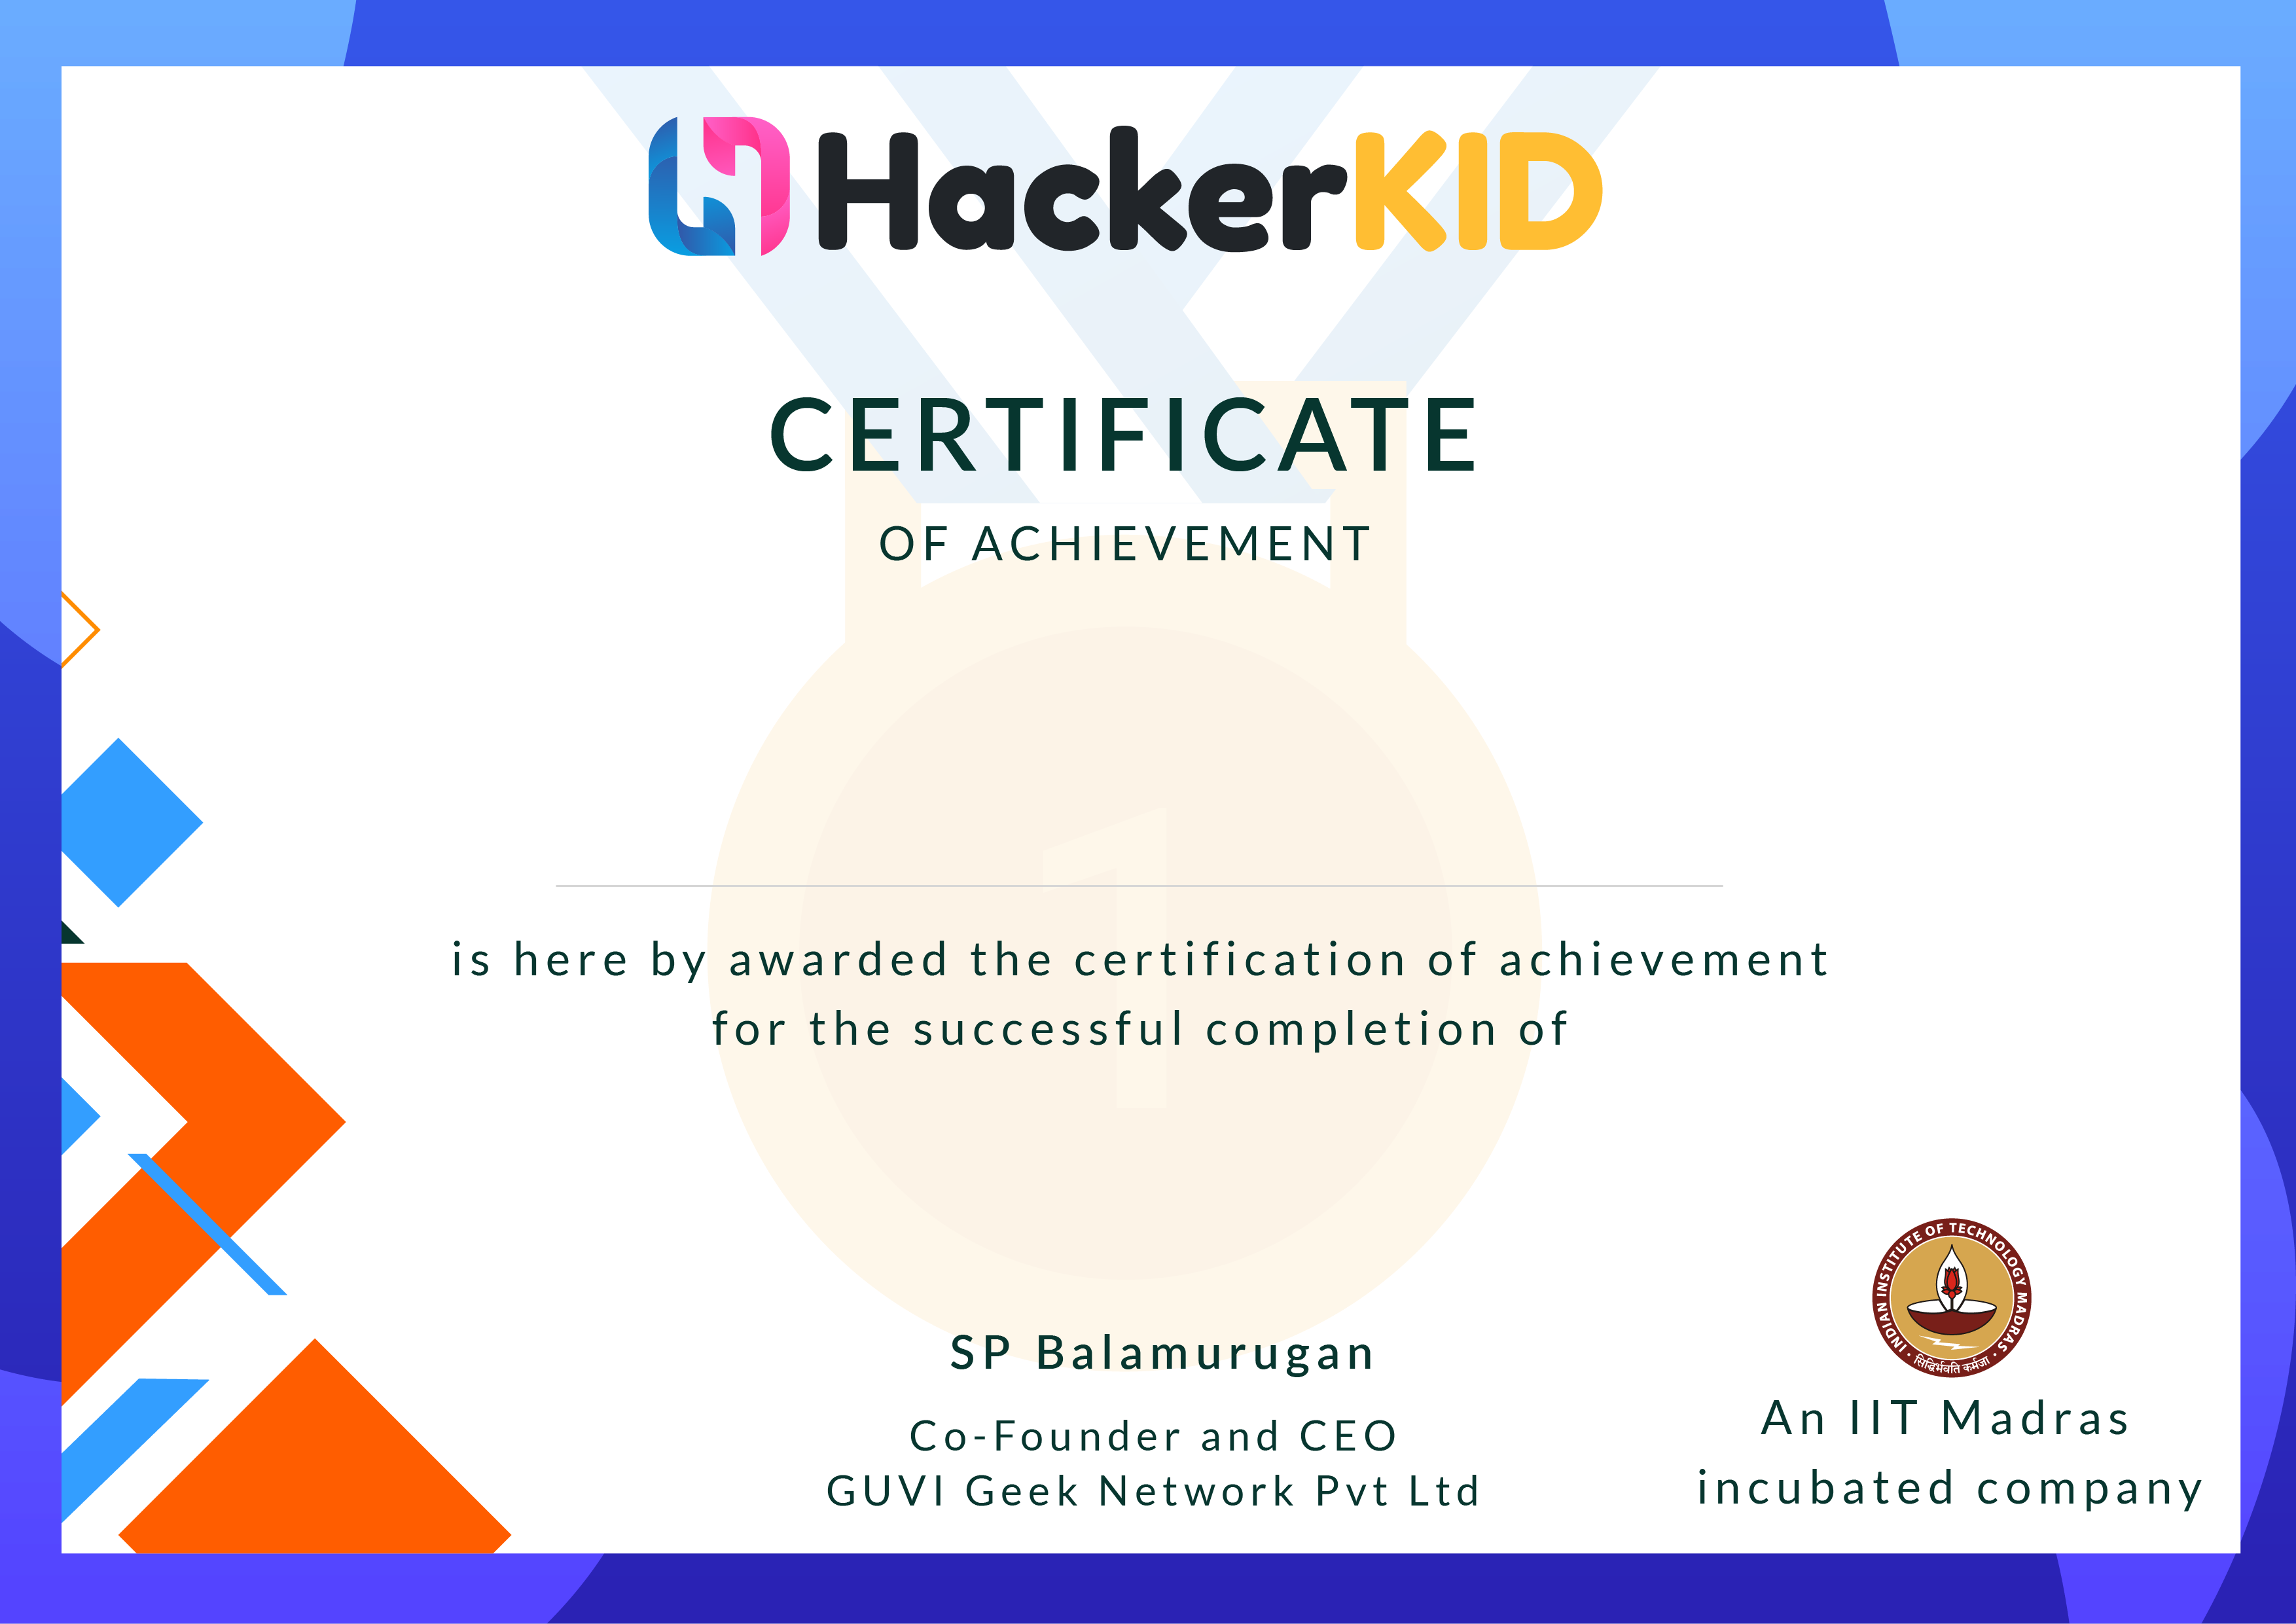 HackerKID
CERTIFICATE
OF ACHIEVEMENT
1
is here by awarded the certification of achievement
for the successful completion of
SP Balamurugan
Co-Founder and CEO
GUVI Geek Network Pvt Ltd
INDIAN INSTITUTE OF TECHNOLOGY MADRAS
सिद्धिर्भवति कर्मजा
An IIT Madras
incubated company